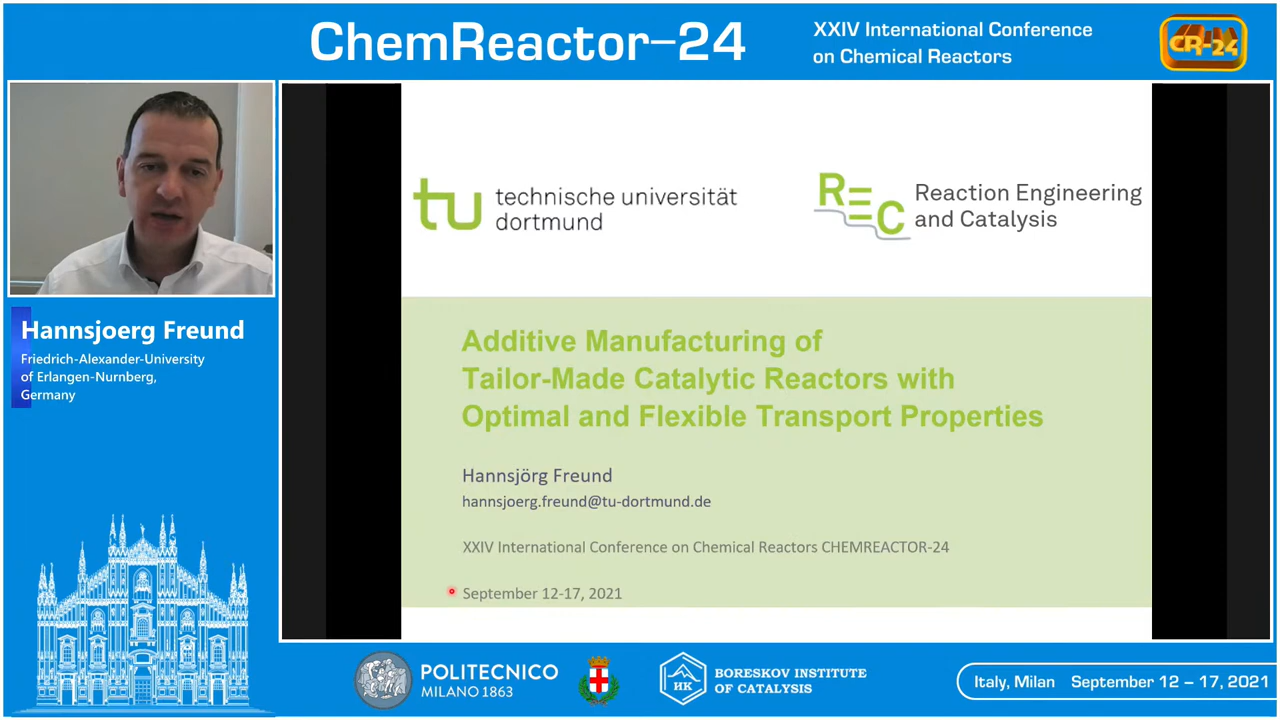 ChemReactor–24
XXIV International Conference
on Chemical Reactors
CR-24
Hannsjoerg Freund
Friedrich-Alexander-University
of Erlangen-Nurnberg,
Germany
tu technische universität
dortmund
REC Reaction Engineering
and Catalysis
Additive Manufacturing of
Tailor-Made Catalytic Reactors with
Optimal and Flexible Transport Properties
Hannsjörg Freund
hannsjoerg.freund@tu-dortmund.de
XXIV International Conference on Chemical Reactors CHEMREACTOR-24
September 12-17, 2021
POLITECNICO
MILANO 1863
HK
BORESKOV INSTITUTE
OF CATALYSIS
Italy, Milan September 12 – 17, 2021